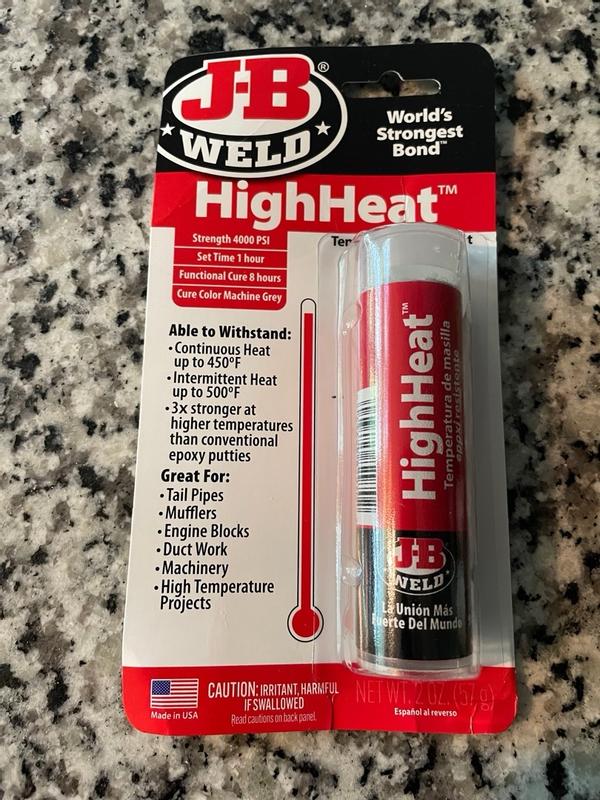 J-B®
WELD
World's
Strongest
Bond™
HighHeat™
Strength 4000 PSI
Set Time 1 hour
Functional Cure 8 hours
Cure Color Machine Grey
Able to Withstand:
•Continuous Heat
up to 450°F
•Intermittent Heat
up to 500°F
•3x stronger at
higher temperatures
than conventional
epoxy putties
Great For:
•Tail Pipes
•Mufflers
•Engine Blocks
•Duct Work
•Machinery
•High Temperature
Projects
HighHeat™
Temperatura de masilla
epoxi resistente
J-B
WELD
La Unión Más
Fuerte Del Mundo
Made in USA
CAUTION: IRRITANT, HARMFUL
IF SWALLOWED
Read cautions on back panel.
NET WT. 2 OZ. (57g)
Español al reverso